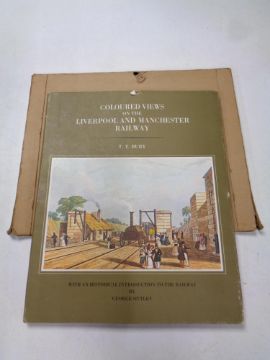 COLOURED VIEWS
ON THE
LIVERPOOL AND MANCHESTER
RAILWAY
T. T. BURY
WITH AN HISTORICAL INTRODUCTION TO THE RAILWAY
BY
GEORGE OTTLEY